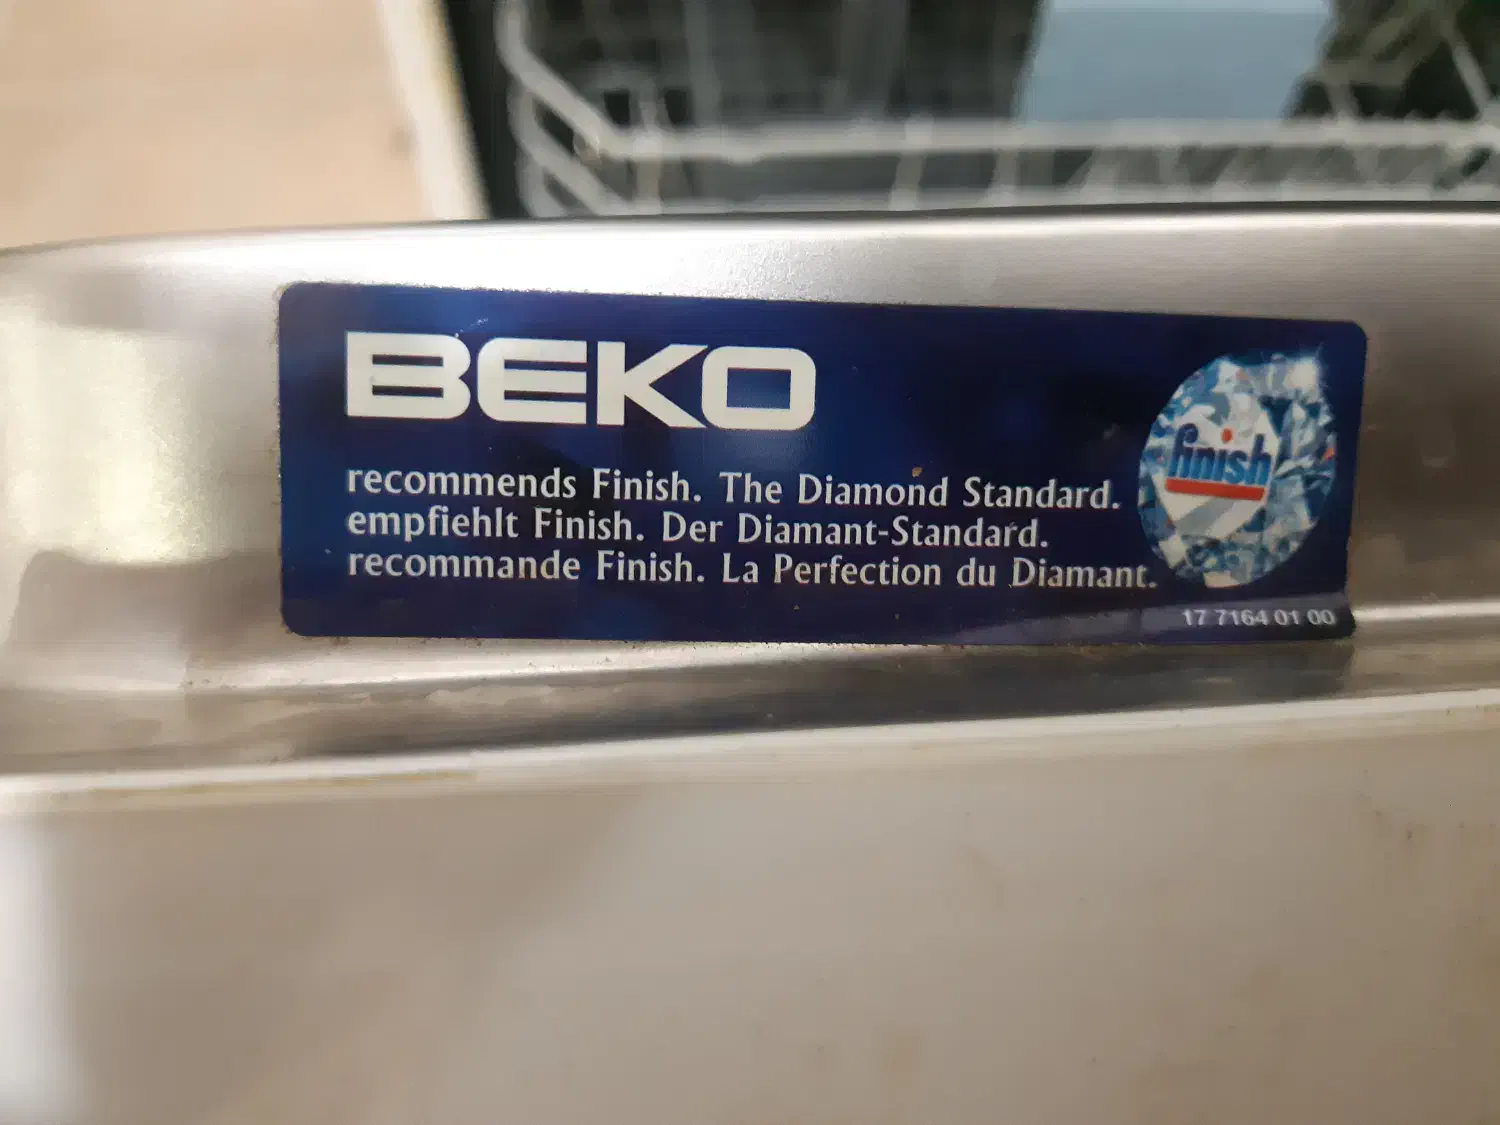 BEKO
recommends Finish. The Diamond Standard.
empfiehlt Finish. Der Diamant-Standard.
recommande Finish. La Perfection du Diamant.
finish
17 7164 01 00